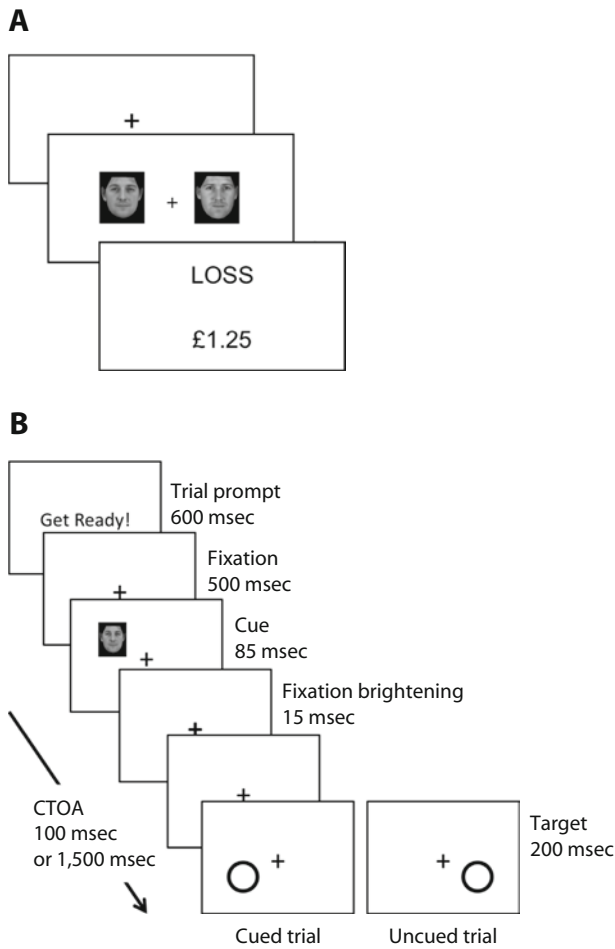 A
LOSS
£1.25
B
Get Ready!
Trial prompt
600 msec
Fixation
500 msec
Cue
85 msec
Fixation brightening
15 msec
CTOA
100 msec
or 1,500 msec
Target
200 msec
Cued trial
Uncued trial